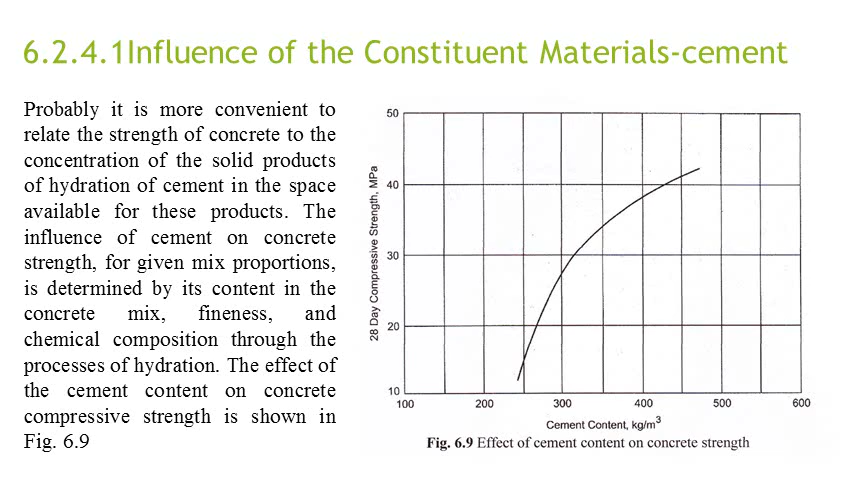 6.2.4.1Influence of the Constituent Materials-cement
Probably it is more convenient to
relate the strength of concrete to the
concentration of the solid products
of hydration of cement in the space
available for these products. The
influence of cement on concrete
strength, for given mix proportions,
is determined by its content in the
concrete mix, fineness, and
chemical composition through the
processes of hydration. The effect of
the cement content on concrete
compressive strength is shown in
Fig. 6.9
28 Day Compressive Strength, MPa
50
40
30
20
10
100 200 300 400 500 600
Cement Content, kg/m³
Fig. 6.9 Effect of cement content on concrete strength